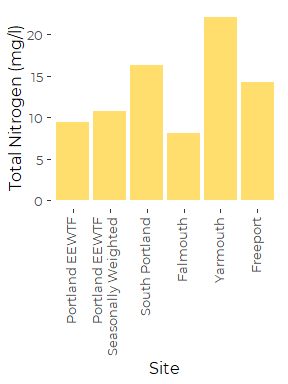 Total Nitrogen (mg/l)
20
15
10
5
0
Portland EEWTF
Portland EEWTF
Seasonally Weighted
South Portland
Falmouth
Yarmouth
Freeport
Site